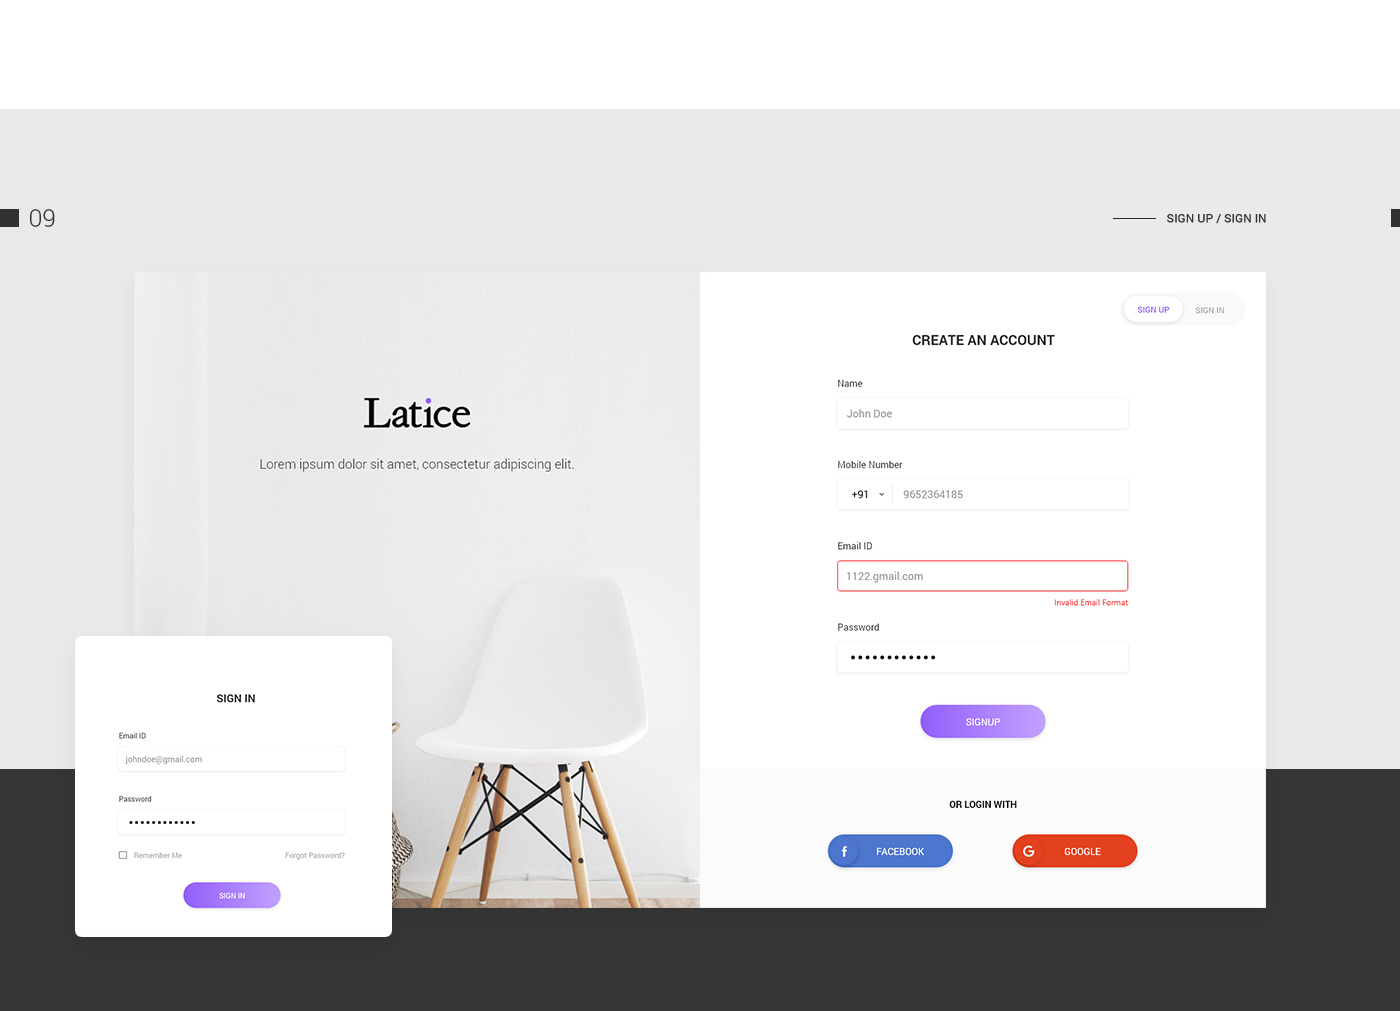 09
SIGN UP / SIGN IN
Latice
Lorem ipsum dolor sit amet, consectetur adipiscing elit.
SIGN UP
SIGN IN
CREATE AN ACCOUNT
Name
John Doe
Mobile Number
+91
9652364185
Email ID
1122.gmail.com
Invalid Email Format
Password
SIGNUP
OR LOGIN WITH
f FACEBOOK
G GOOGLE
SIGN IN
Email ID
johndoe@gmail.com
Password
Remember Me
Forgot Password?
SIGN IN